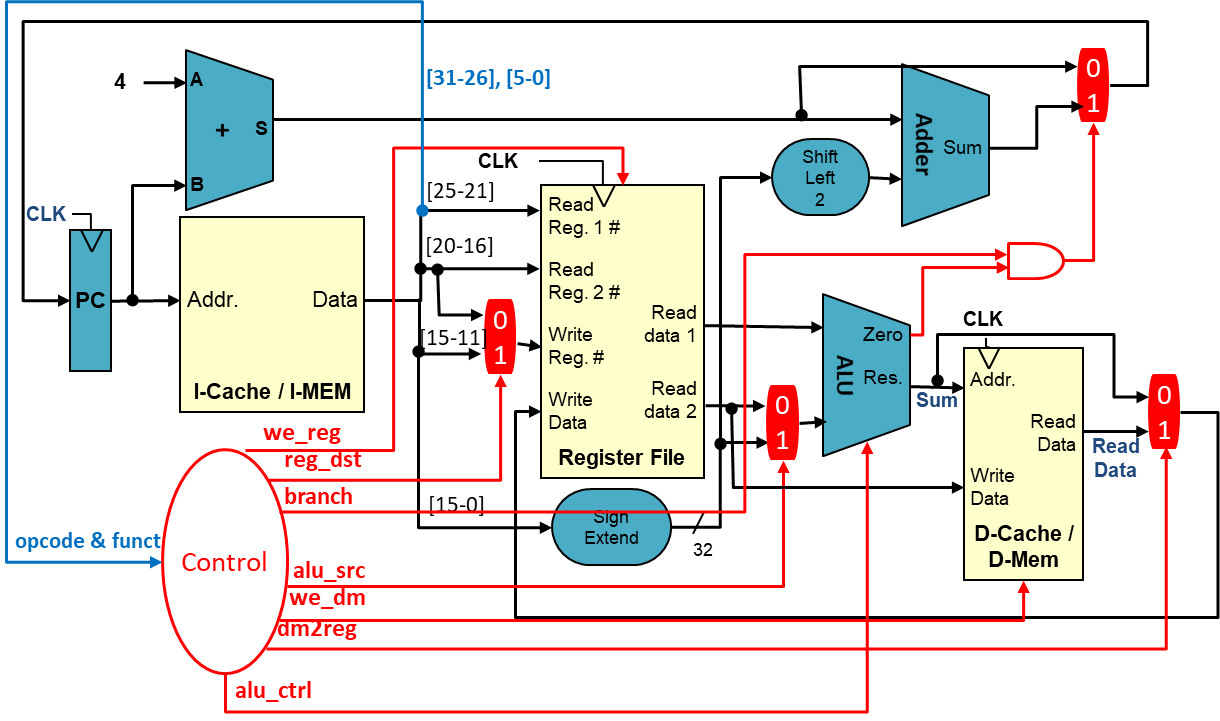 [31-26], [5-0]
4
A
+
S
B
CLK
PC
Addr.
Data
I-Cache / I-MEM
CLK
[25-21]
[20-16]
[15-11]
[15-0]
0
1
Read
Reg. 1 #
Read
Reg. 2 #
Write
Reg. #
Write
Data
Read
data 1
Read
data 2
Register File
Sign
Extend
32
Shift
Left
2
Adder
Sum
0
1
0
1
ALU
Zero
Res.
Sum
CLK
Addr.
Read
Data
Write
Data
D-Cache /
D-Mem
Read
Data
0
1
opcode & funct
Control
we_reg
reg_dst
branch
alu_src
we_dm
dm2reg
alu_ctrl